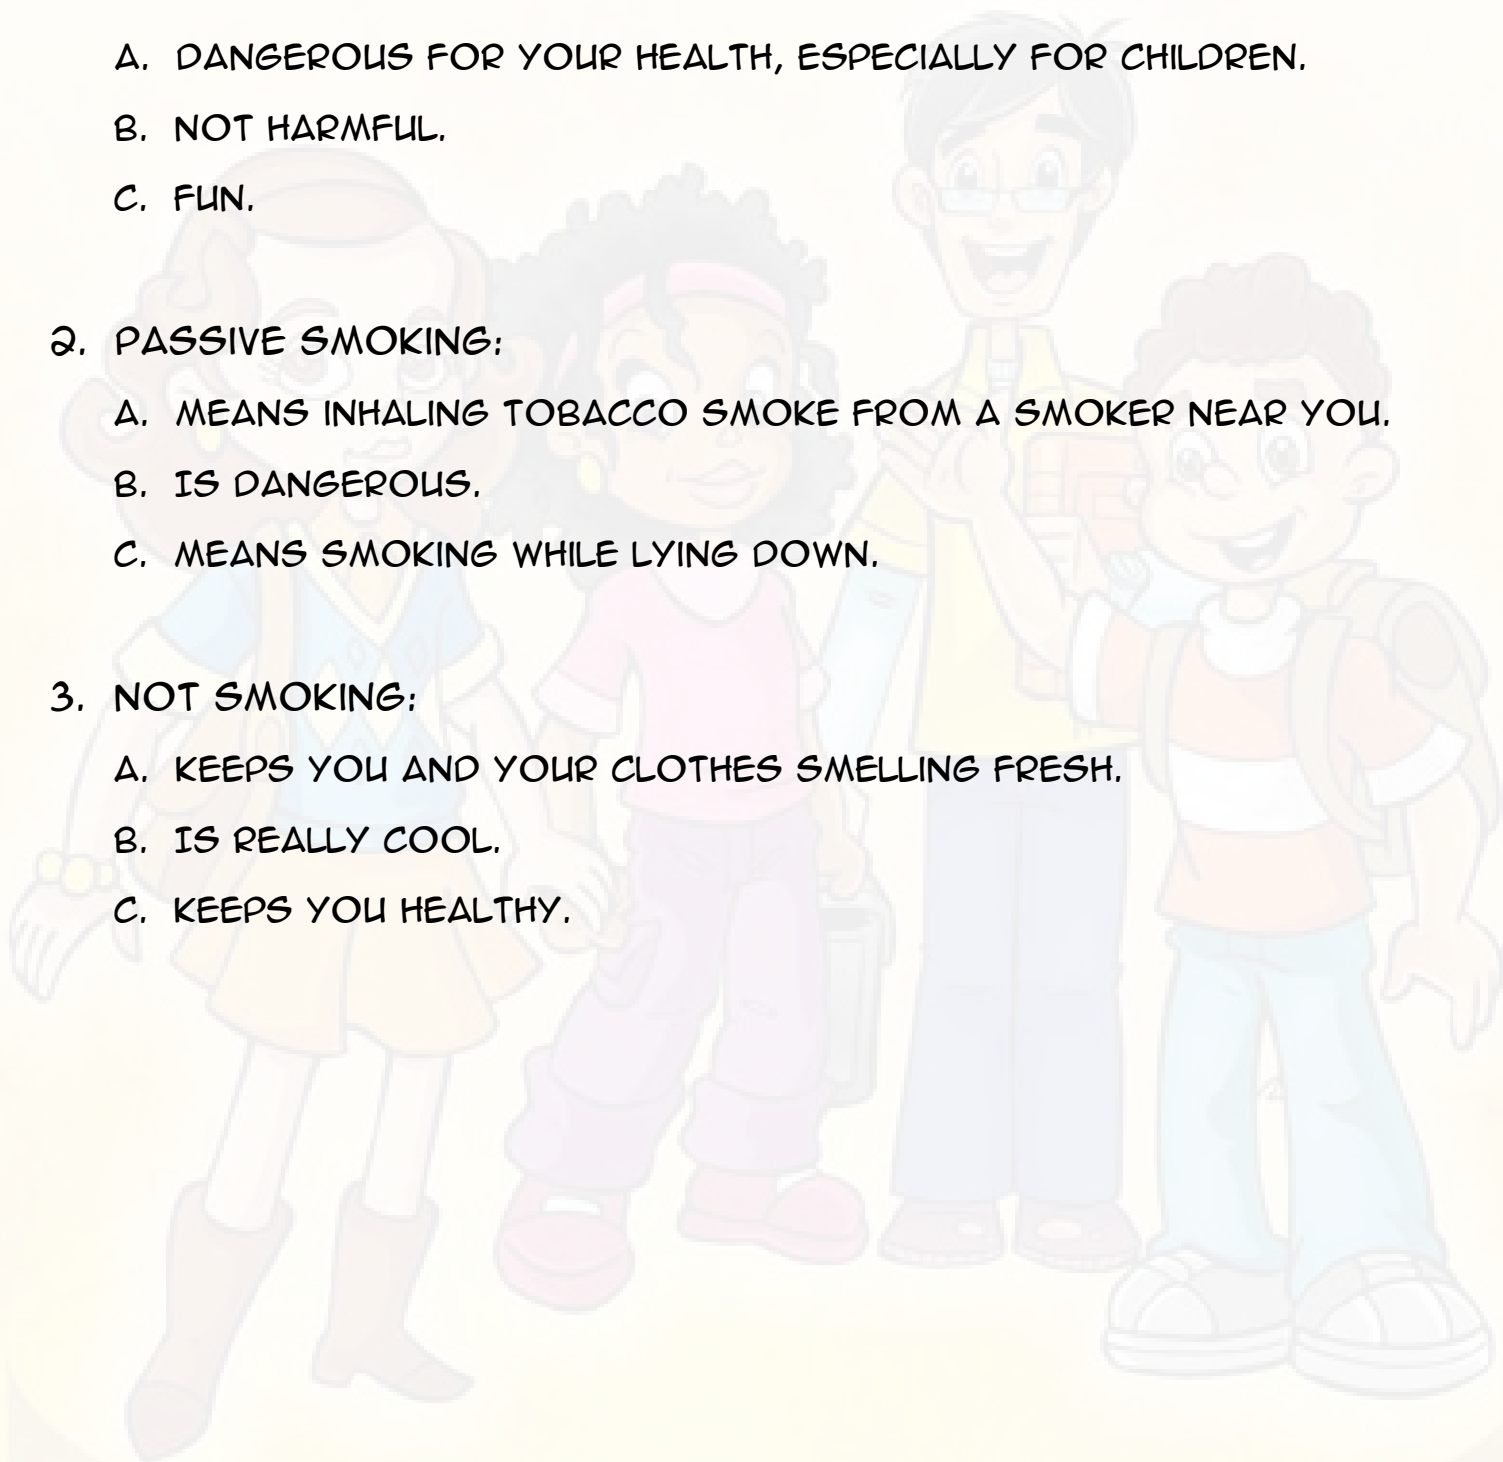 A. DANGEROUS FOR YOUR HEALTH, ESPECIALLY FOR CHILDREN.
B. NOT HARMFUL.
C. FUN.
2. PASSIVE SMOKING:
A. MEANS INHALING TOBACCO SMOKE FROM A SMOKER NEAR YOU.
B. IS DANGEROUS.
C. MEANS SMOKING WHILE LYING DOWN.
3. NOT SMOKING:
A. KEEPS YOU AND YOUR CLOTHES SMELLING FRESH.
B. IS REALLY COOL.
C. KEEPS YOU HEALTHY.